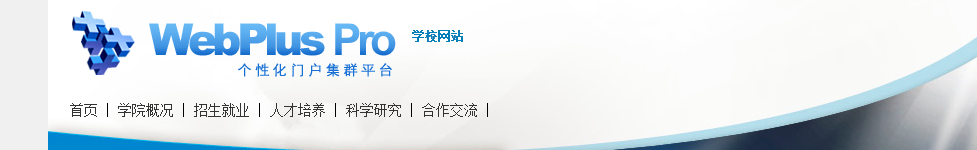 WebPlus Pro 学校网站
个性化门户集群平台
首页 | 学院概况 | 招生就业 | 人才培养 | 科学研究 | 合作交流 |